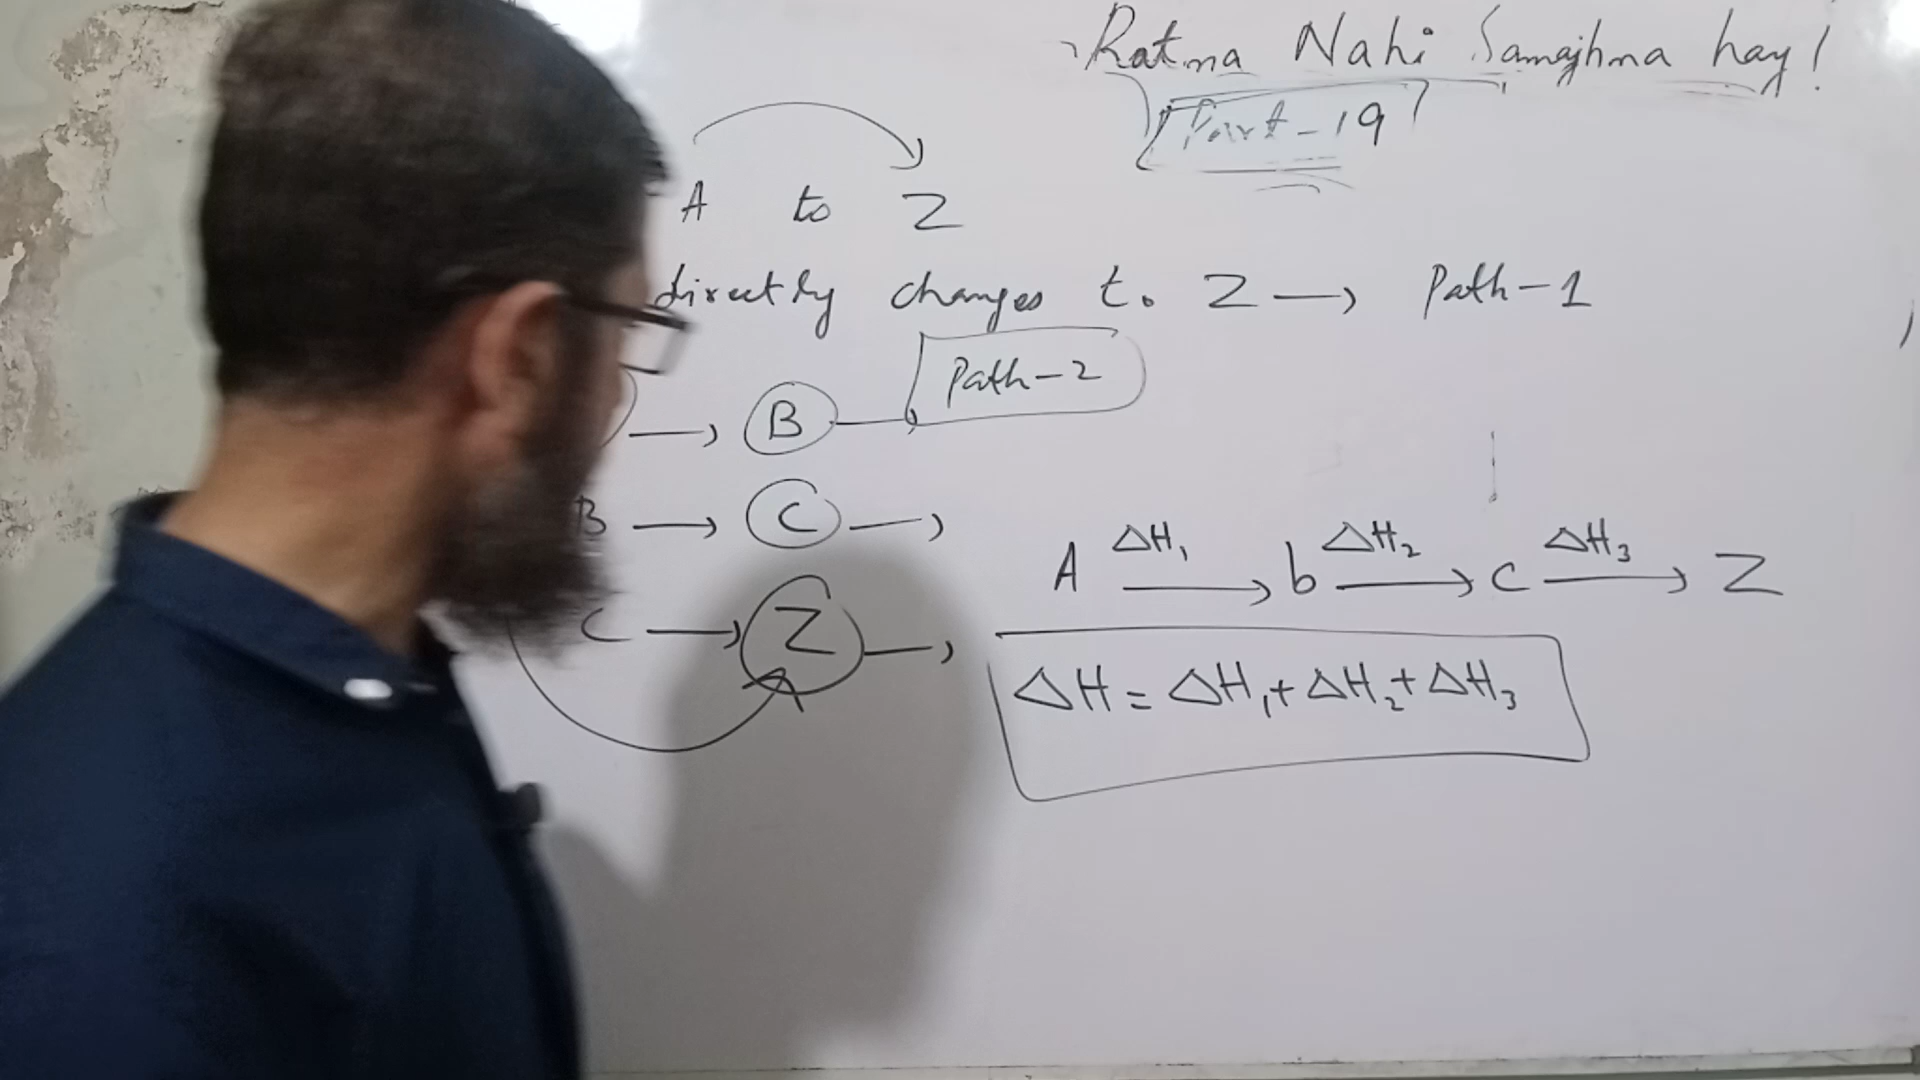 Ratna Nahi Samajhna hay!
Part-19
A to Z
directly changes to Z → Path-1
Path-2
→ B →
B → C →
C → Z →
A ΔH₁ → b ΔH₂ → c ΔH₃ → Z
ΔH = ΔH₁ + ΔH₂ + ΔH₃